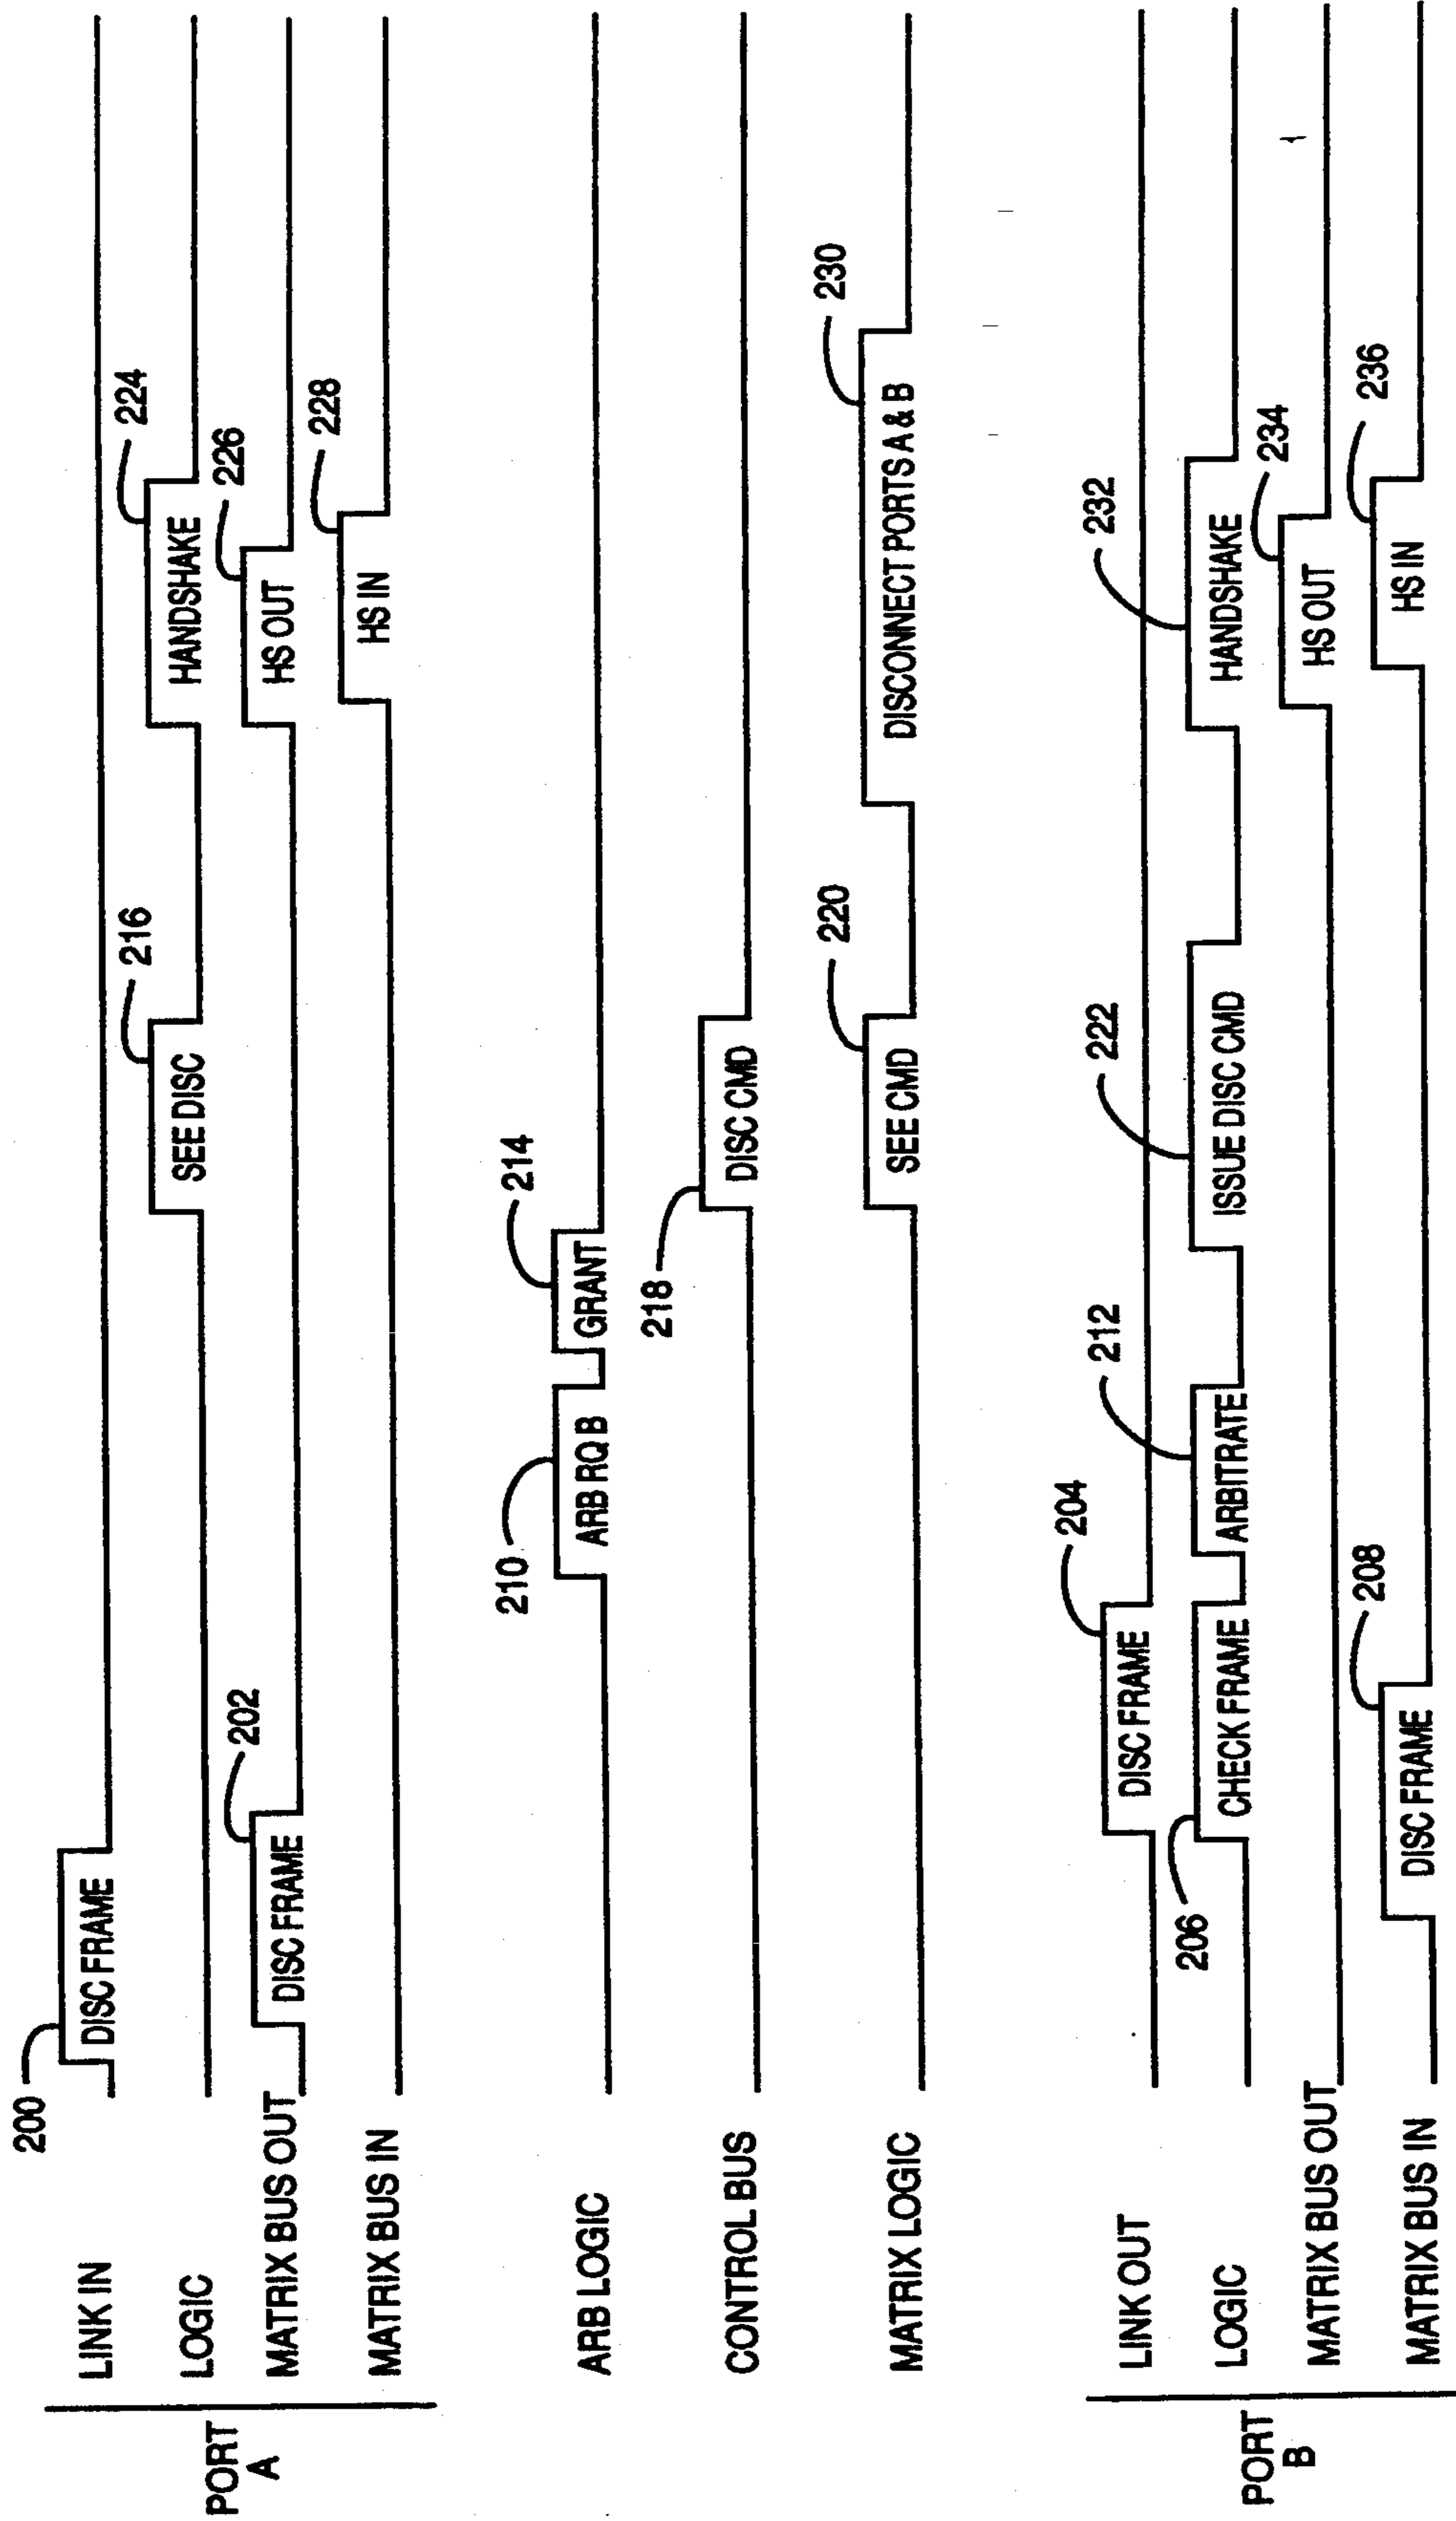 PORT
A
LINK IN
200
DISC FRAME
LOGIC
SEE DISC
216
HANDSHAKE
224
MATRIX BUS OUT
DISC FRAME
202
HS OUT
226
MATRIX BUS IN
HS IN
228
ARB LOGIC
210
ARB RQ B
GRANT
214
CONTROL BUS
218
DISC CMD
MATRIX LOGIC
SEE CMD
220
DISCONNECT PORTS A & B
230
PORT
B
LINK OUT
DISC FRAME
204
LOGIC
206
CHECK FRAME
ARBITRATE
212
ISSUE DISC CMD
222
HANDSHAKE
232
MATRIX BUS OUT
HS OUT
234
MATRIX BUS IN
DISC FRAME
208
HS IN
236